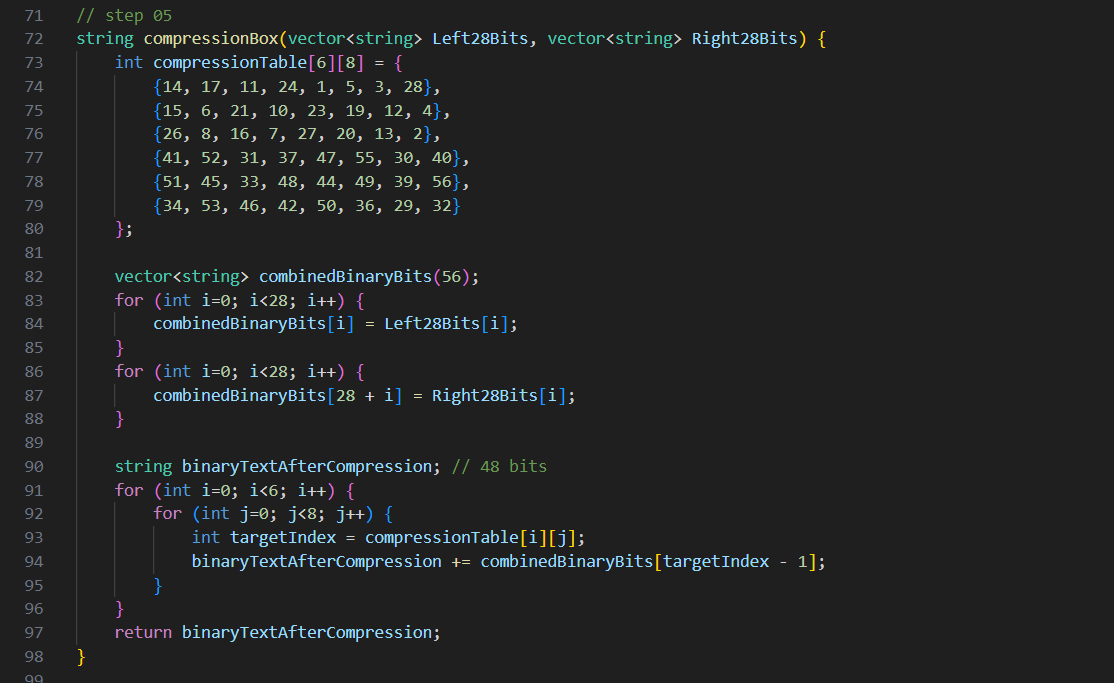 71 // step 05
72 string compressionBox(vector<string> Left28Bits, vector<string> Right28Bits) {
73     int compressionTable[6][8] = {
74         {14, 17, 11, 24, 1, 5, 3, 28},
75         {15, 6, 21, 10, 23, 19, 12, 4},
76         {26, 8, 16, 7, 27, 20, 13, 2},
77         {41, 52, 31, 37, 47, 55, 30, 40},
78         {51, 45, 33, 48, 44, 49, 39, 56},
79         {34, 53, 46, 42, 50, 36, 29, 32}
80     };
81
82     vector<string> combinedBinaryBits(56);
83     for (int i=0; i<28; i++) {
84         combinedBinaryBits[i] = Left28Bits[i];
85     }
86     for (int i=0; i<28; i++) {
87         combinedBinaryBits[28 + i] = Right28Bits[i];
88     }
89
90     string binaryTextAfterCompression; // 48 bits
91     for (int i=0; i<6; i++) {
92         for (int j=0; j<8; j++) {
93             int targetIndex = compressionTable[i][j];
94             binaryTextAfterCompression += combinedBinaryBits[targetIndex - 1];
95         }
96     }
97     return binaryTextAfterCompression;
98 }
99